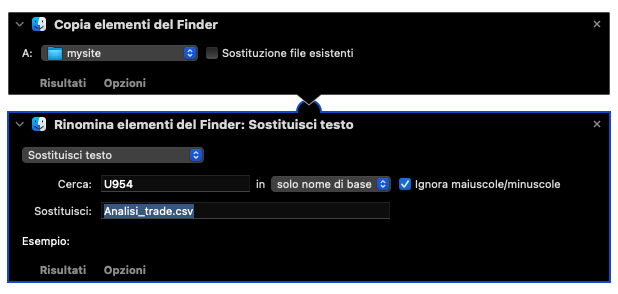 Copia elementi del Finder
A: mysite Sostituzione file esistenti
Risultati Opzioni
Rinomina elementi del Finder: Sostituisci testo
Sostituisci testo
Cerca: U954 in solo nome di base Ignora maiuscole/minuscole
Sostituisci: Analisi_trade.csv
Esempio:
Risultati Opzioni